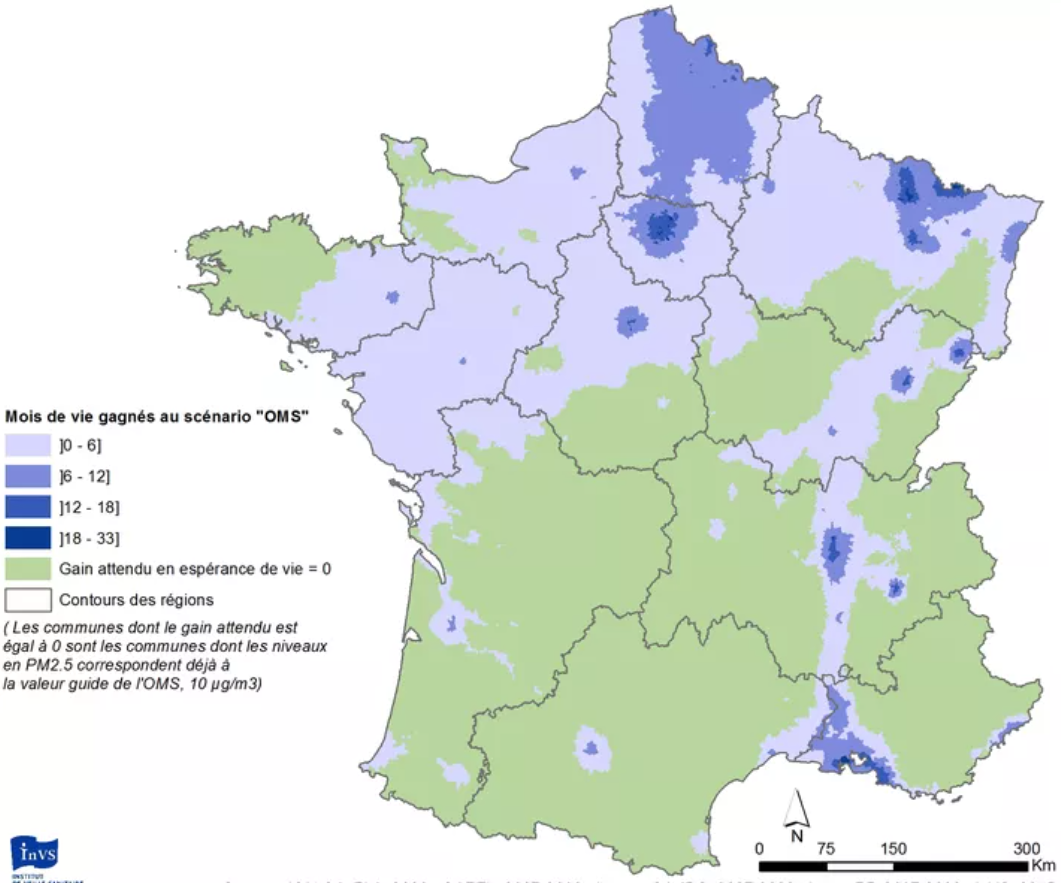 Mois de vie gagnés au scénario "OMS"
]0 - 6]
]6 - 12]
]12 - 18]
]18 - 33]
Gain attendu en espérance de vie = 0
Contours des régions
( Les communes dont le gain attendu est
égal à 0 sont les communes dont les niveaux
en PM2.5 correspondent déjà à
la valeur guide de l'OMS, 10 µg/m3)
N
0 75 150 300
Km
InVS
INSTITUT